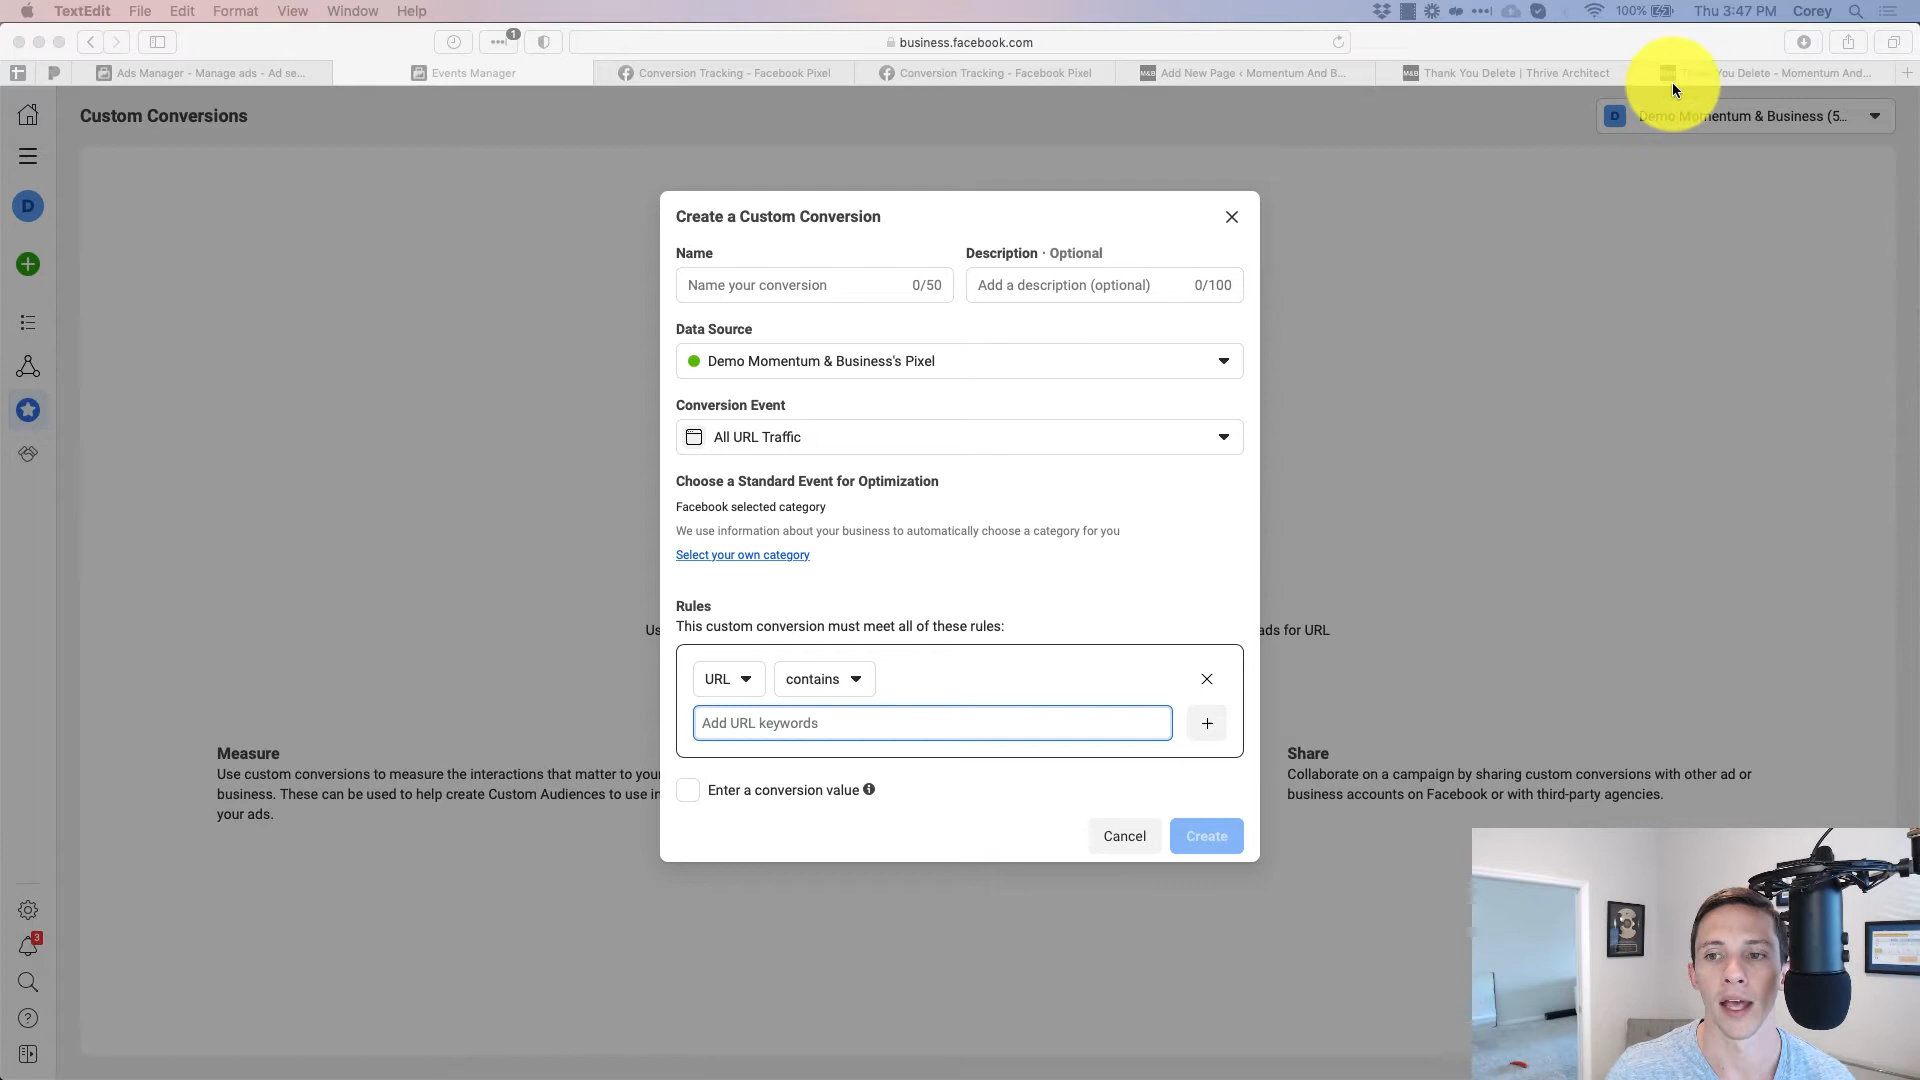 TextEdit File Edit Format View Window Help
100% Thu 3:47 PM Corey
1
business.facebook.com
Ads Manager - Manage ads - Ad se...
Events Manager
Conversion Tracking - Facebook Pixel
Conversion Tracking - Facebook Pixel
M&B Add New Page ‹ Momentum And B...
M&B Thank You Delete | Thrive Architect
You Delete - Momentum And...
Custom Conversions
D Demo Momentum & Business (5...
D
Create a Custom Conversion
Name
Description · Optional
Name your conversion 0/50
Add a description (optional) 0/100
Data Source
Demo Momentum & Business's Pixel
Conversion Event
All URL Traffic
Choose a Standard Event for Optimization
Facebook selected category
We use information about your business to automatically choose a category for you
Select your own category
Rules
This custom conversion must meet all of these rules:
Us
ads for URL
URL contains
Add URL keywords
Enter a conversion value
Cancel Create
Measure
Use custom conversions to measure the interactions that matter to your
business. These can be used to help create Custom Audiences to use in
your ads.
Share
Collaborate on a campaign by sharing custom conversions with other ad or
business accounts on Facebook or with third-party agencies.
3